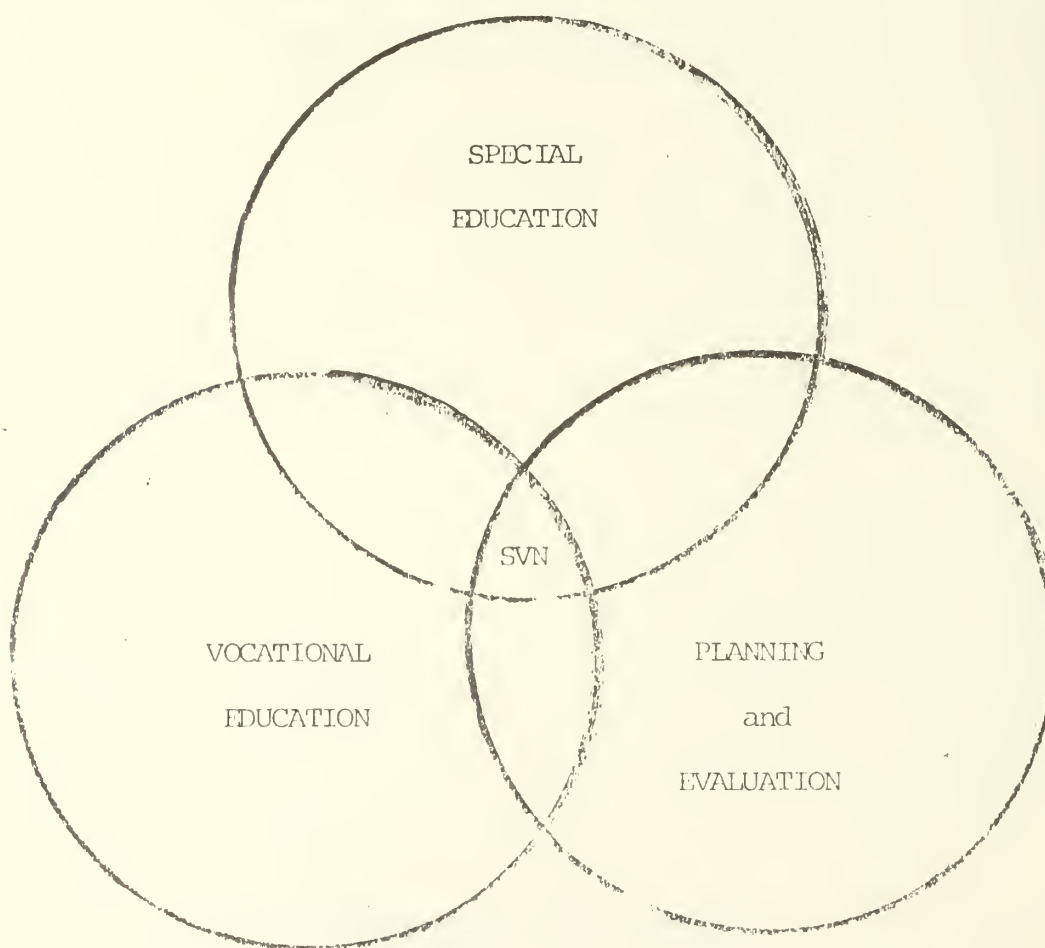 SPECIAL
EDUCATION
SVN
VOCATIONAL
EDUCATION
PLANNING
and
EVALUATION